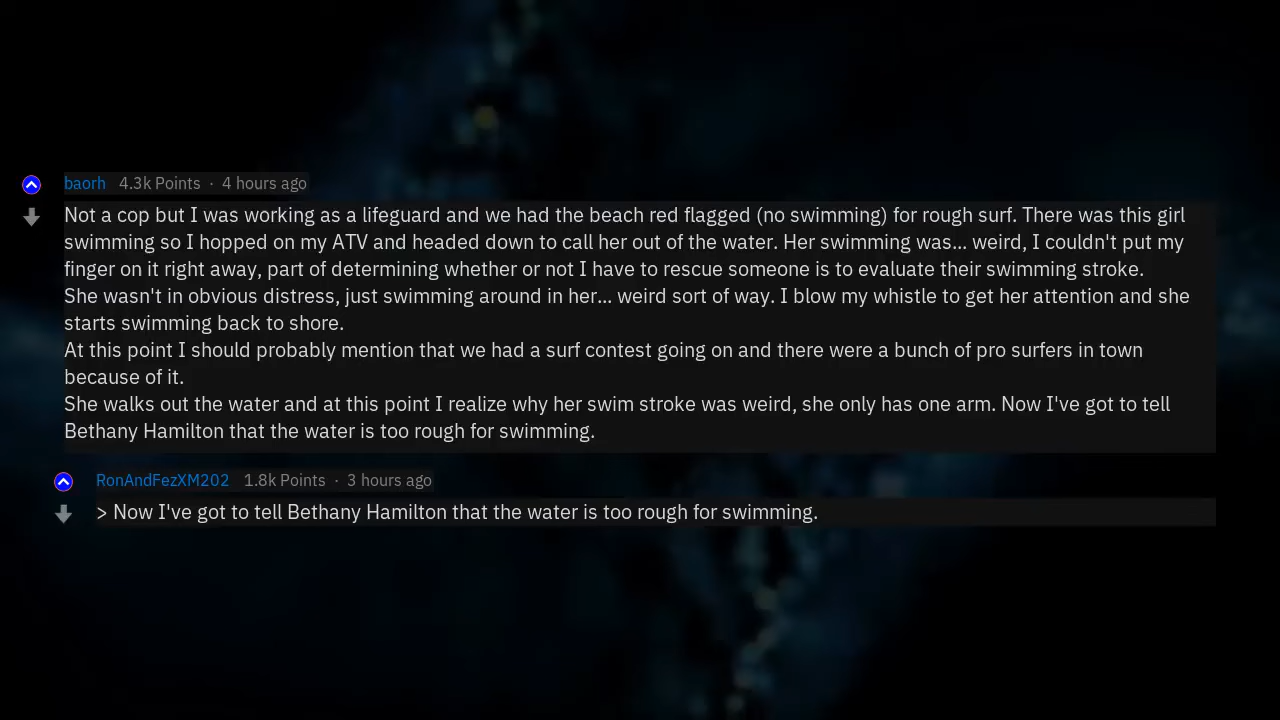 baorh 4.3k Points · 4 hours ago
Not a cop but I was working as a lifeguard and we had the beach red flagged (no swimming) for rough surf. There was this girl
swimming so I hopped on my ATV and headed down to call her out of the water. Her swimming was... weird, I couldn't put my
finger on it right away, part of determining whether or not I have to rescue someone is to evaluate their swimming stroke.
She wasn't in obvious distress, just swimming around in her... weird sort of way. I blow my whistle to get her attention and she
starts swimming back to shore.
At this point I should probably mention that we had a surf contest going on and there were a bunch of pro surfers in town
because of it.
She walks out the water and at this point I realize why her swim stroke was weird, she only has one arm. Now I've got to tell
Bethany Hamilton that the water is too rough for swimming.
RonAndFezXM202 1.8k Points · 3 hours ago
> Now I've got to tell Bethany Hamilton that the water is too rough for swimming.